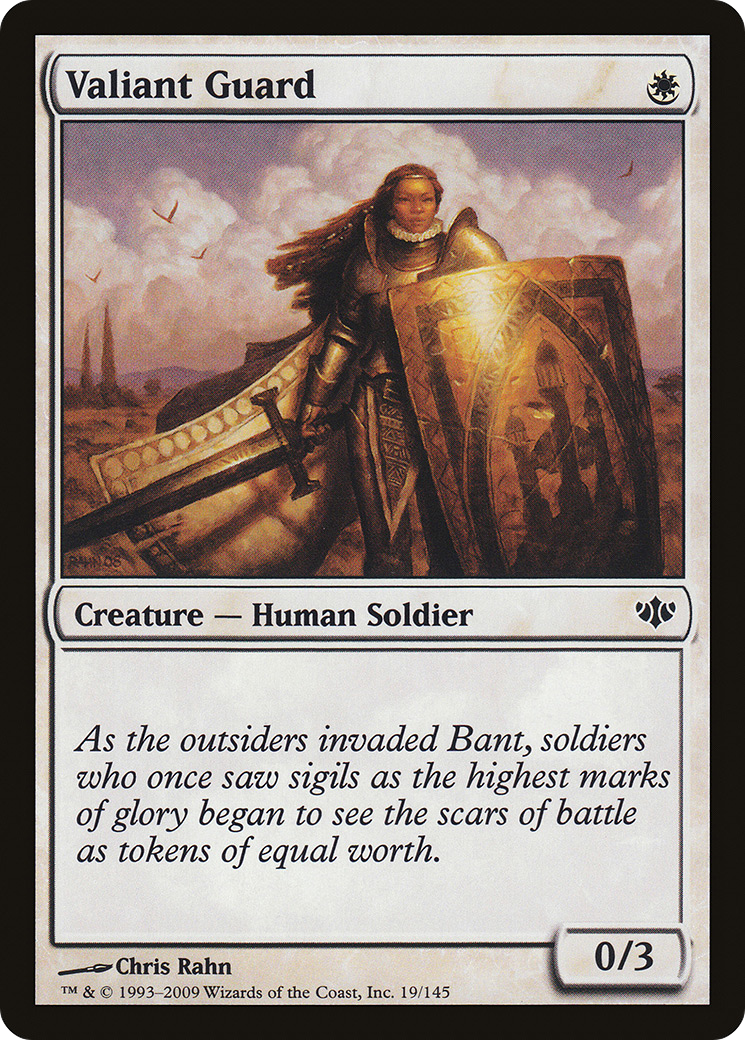 Valiant Guard
RAHN 08
Creature — Human Soldier
As the outsiders invaded Bant, soldiers
who once saw sigils as the highest marks
of glory began to see the scars of battle
as tokens of equal worth.
0/3
Chris Rahn
™ & © 1993–2009 Wizards of the Coast, Inc. 19/145